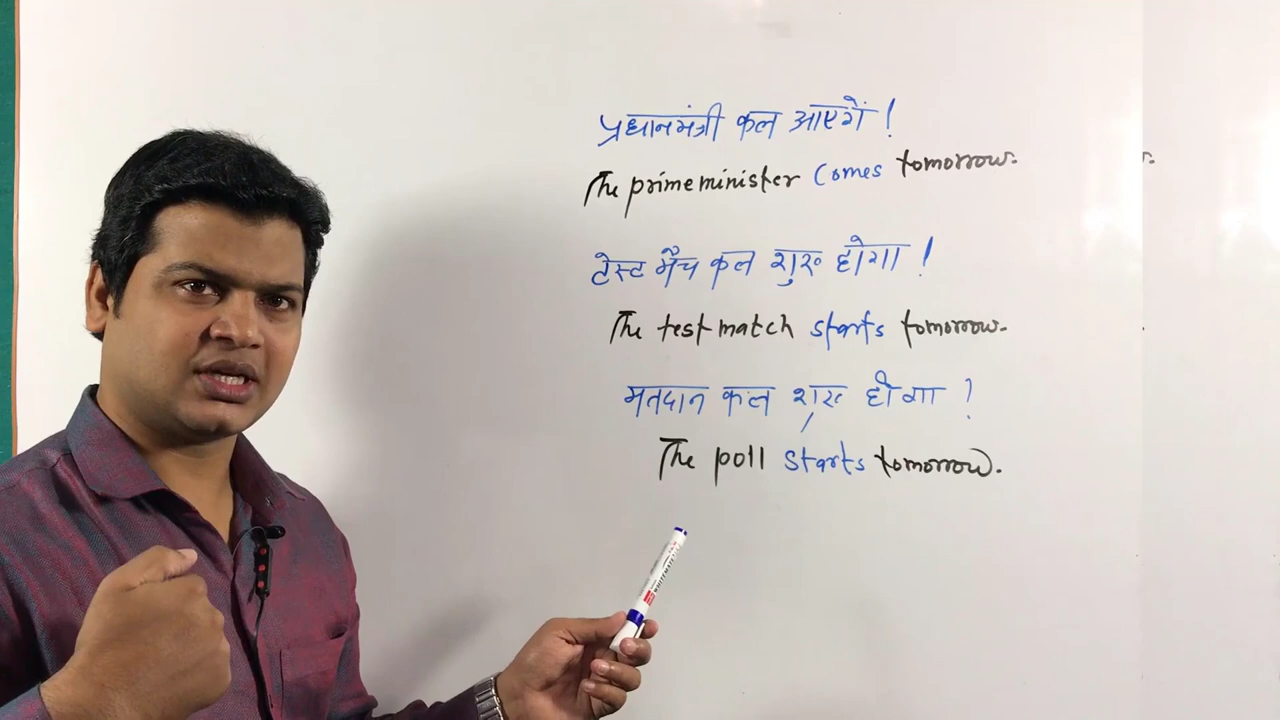 प्रधानमंत्री कल आएगें !
The prime minister Comes tomorrow.
टेस्ट मैच कल शुरू होगा !
The test match starts tomorrow.
मतदान कल शुरू होगा ?
The poll starts tomorrow.